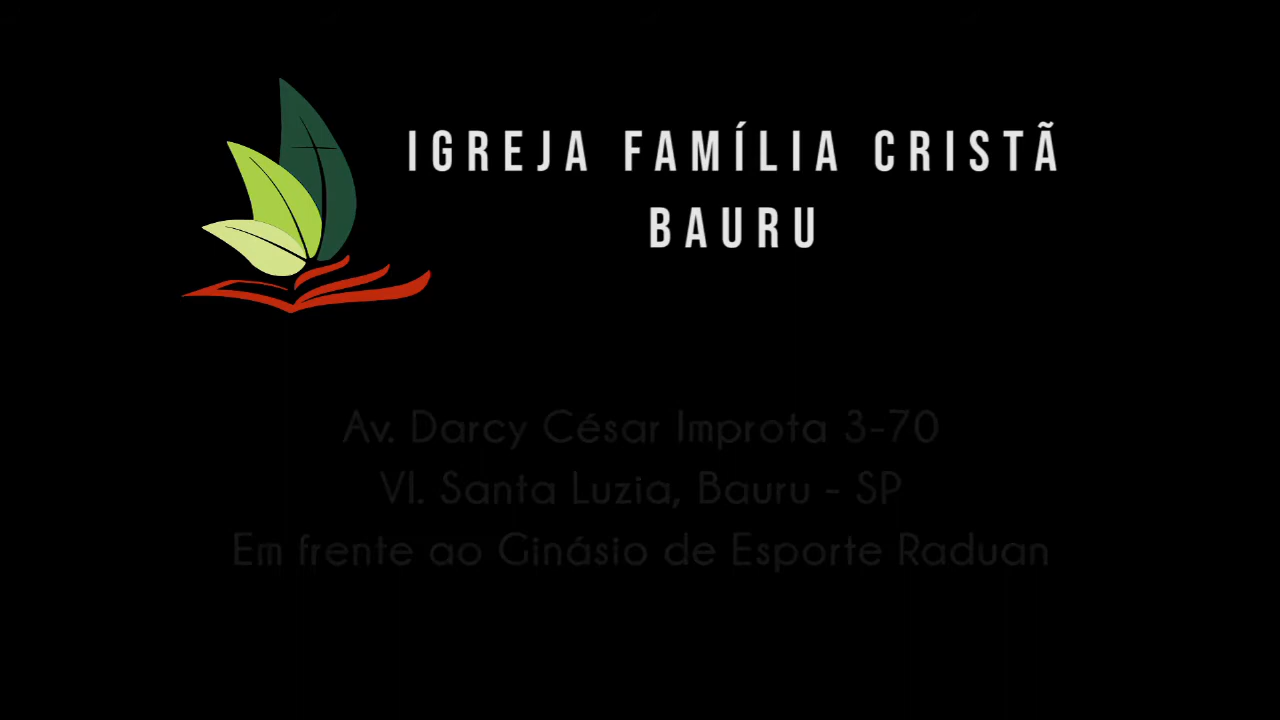 IGREJA FAMÍLIA CRISTÃ
BAURU
Av. Darcy César Improta 3-70
Vl. Santa Luzia, Bauru - SP
Em frente ao Ginásio de Esporte Raduan